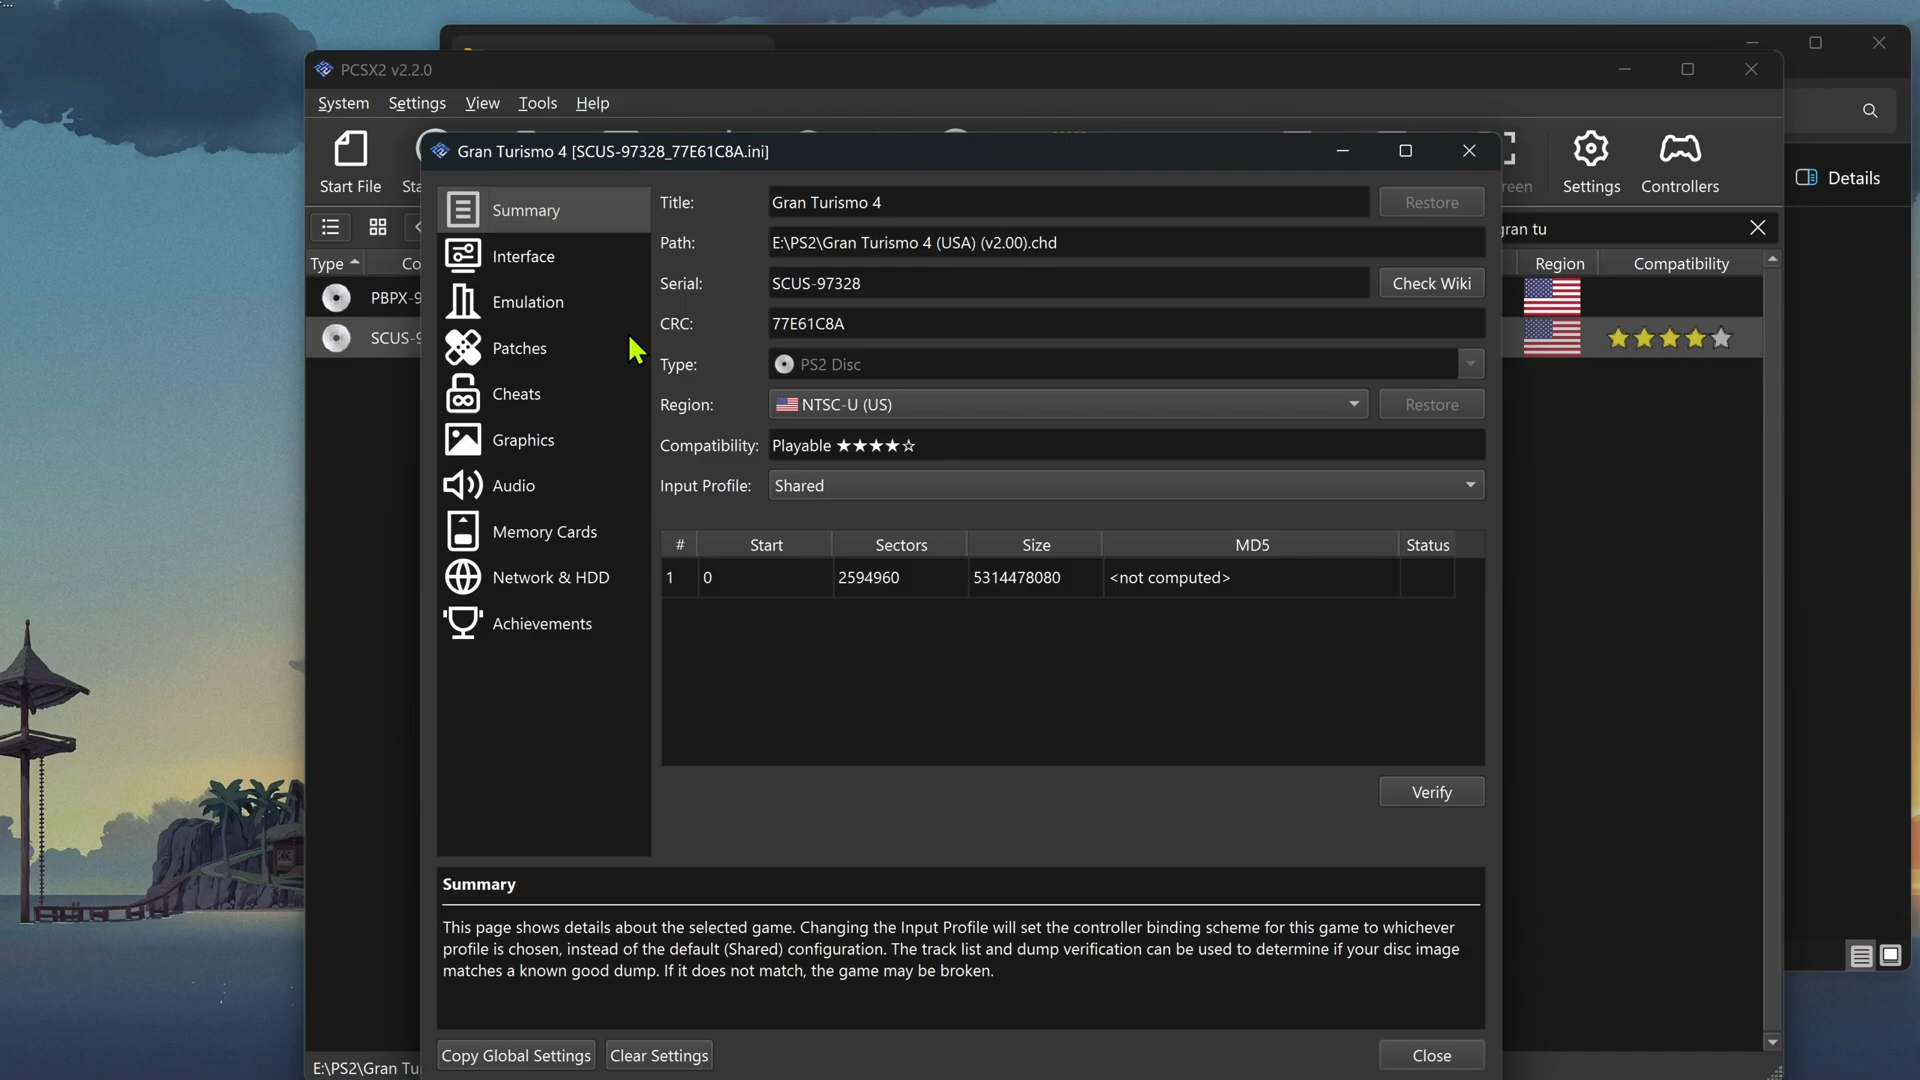 ...
PCSX2 v2.2.0
System Settings View Tools Help
Start File
Sta
een
Settings
Controllers
Details
Gran Turismo 4 [SCUS-97328_77E61C8A.ini]
gran tu
Type Co
Region Compatibility
PBPX-9
SCUS-9
Summary
Interface
Emulation
Patches
Cheats
Graphics
Audio
Memory Cards
Network & HDD
Achievements
Title: Gran Turismo 4 Restore
Path: E:\PS2\Gran Turismo 4 (USA) (v2.00).chd
Serial: SCUS-97328 Check Wiki
CRC: 77E61C8A
Type: PS2 Disc
Region: NTSC-U (US) Restore
Compatibility: Playable ★★★★☆
Input Profile: Shared
# Start Sectors Size MD5 Status
1 0 2594960 5314478080 <not computed>
Verify
Summary
This page shows details about the selected game. Changing the Input Profile will set the controller binding scheme for this game to whichever
profile is chosen, instead of the default (Shared) configuration. The track list and dump verification can be used to determine if your disc image
matches a known good dump. If it does not match, the game may be broken.
Copy Global Settings Clear Settings Close
E:\PS2\Gran Tu